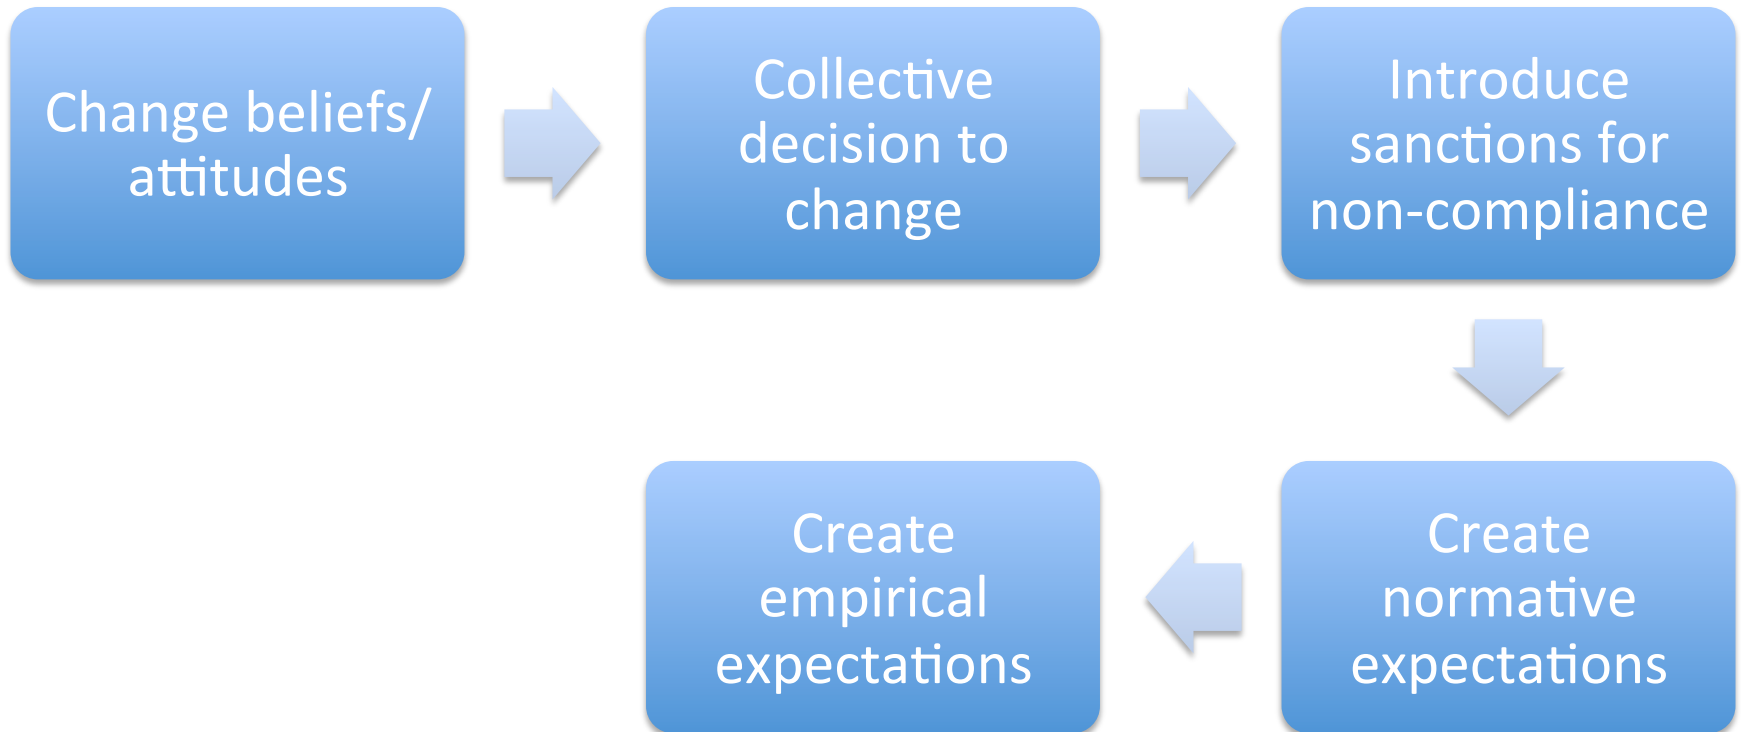 Change beliefs/
attitudes
Collective
decision to
change
Introduce
sanctions for
non-compliance
Create
normative
expectations
Create
empirical
expectations